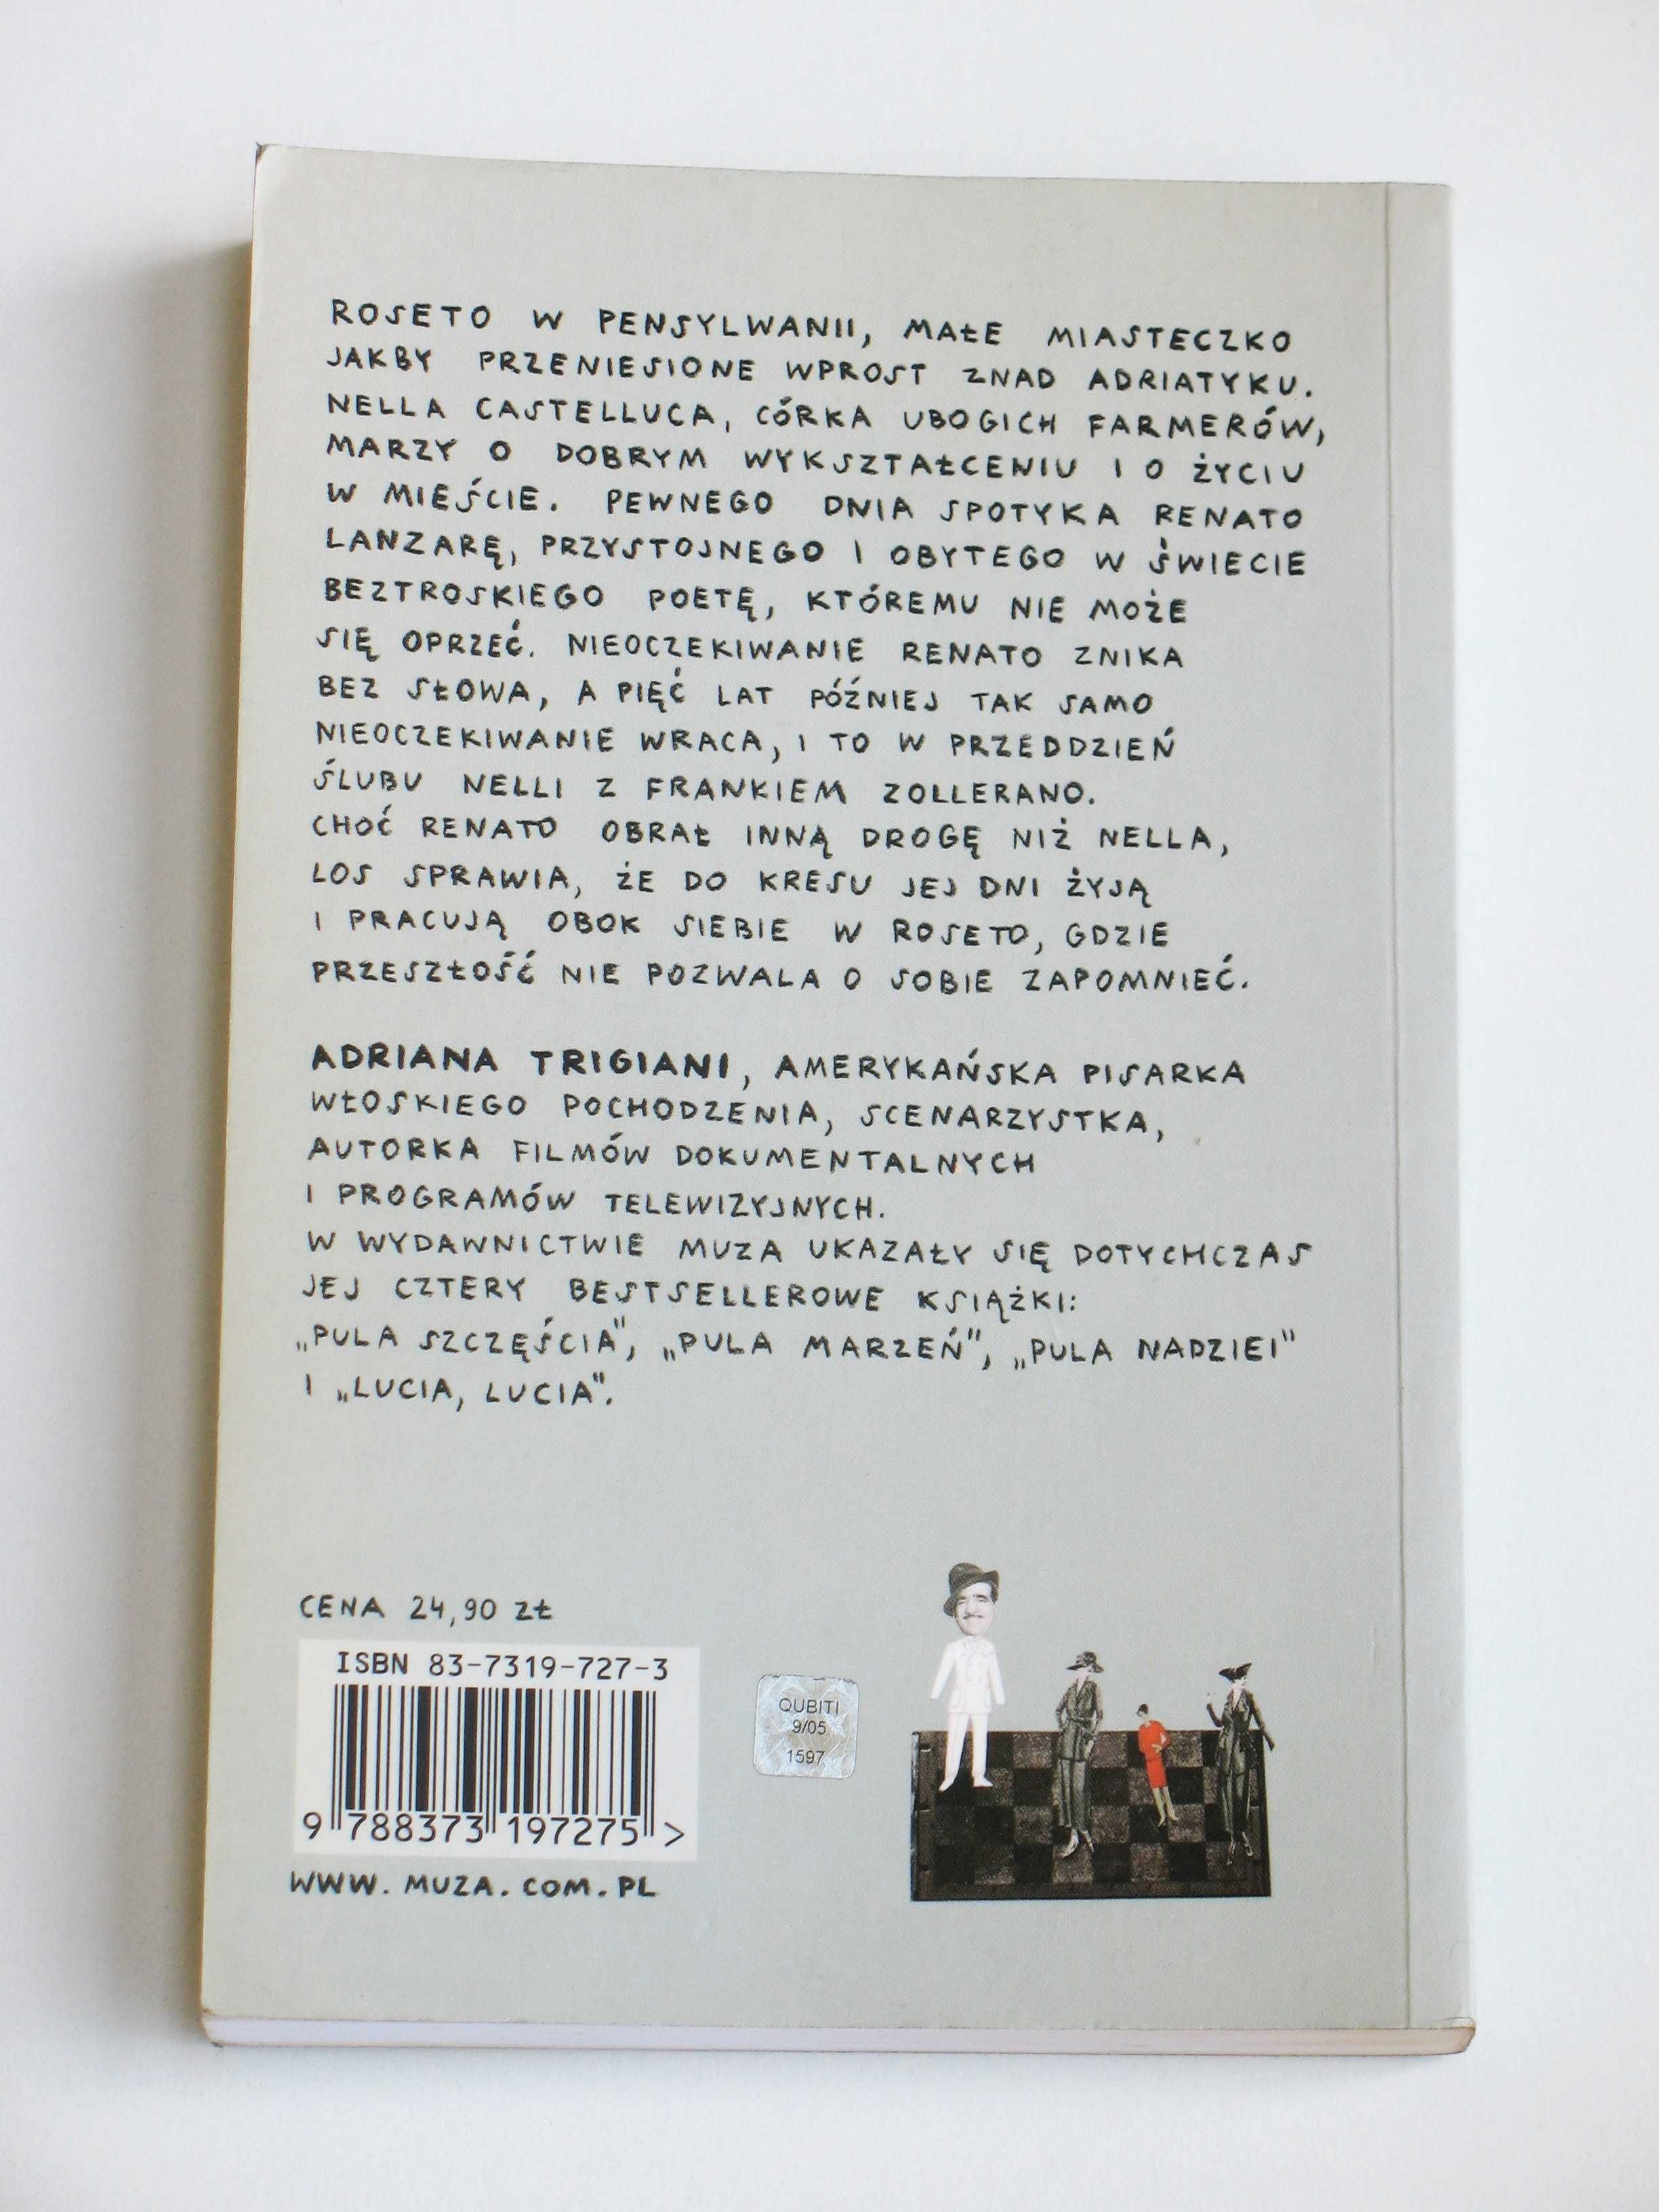 ROSETO W PENSYLWANII, MAŁE MIASTECZKO
JAKBY PRZENIESIONE WPROST ZNAD ADRIATYKU.
NELLA CASTELLUCA, CÓRKA UBOGICH FARMERÓW,
MARZY O DOBRYM WYKSZTAŁCENIU I O ŻYCIU
W MIEŚCIE. PEWNEGO DNIA SPOTYKA RENATO
LANZARĘ, PRZYSTOJNEGO I OBYTEGO W ŚWIECIE
BEZTROSKIEGO POETĘ, KTÓREMU NIE MOŻE
SIĘ OPRZEĆ. NIEOCZEKIWANIE RENATO ZNIKA
BEZ SŁOWA, A PIĘĆ LAT PÓŹNIEJ TAK SAMO
NIEOCZEKIWANIE WRACA, I TO W PRZEDDZIEŃ
ŚLUBU NELLI Z FRANKIEM ZOLLERANO.
CHOĆ RENATO OBRAŁ INNĄ DROGĘ NIŻ NELLA,
LOS SPRAWIA, ŻE DO KRESU JEJ DNI ŻYJĄ
I PRACUJĄ OBOK SIEBIE W ROSETO, GDZIE
PRZESZŁOŚĆ NIE POZWALA O SOBIE ZAPOMNIEĆ.
ADRIANA TRIGIANI, AMERYKAŃSKA PISARKA
WŁOSKIEGO POCHODZENIA, SCENARZYSTKA,
AUTORKA FILMÓW DOKUMENTALNYCH
I PROGRAMÓW TELEWIZYJNYCH.
W WYDAWNICTWIE MUZA UKAZAŁY SIĘ DOTYCHCZAS
JEJ CZTERY BESTSELLEROWE KSIĄŻKI:
„PULA SZCZĘŚCIA", „PULA MARZEŃ", „PULA NADZIEI"
I „LUCIA, LUCIA".
CENA 24,90 ZŁ
ISBN 83-7319-727-3
9 788373 197275 >
WWW.MUZA.COM.PL
QUBITI
9/05
1597